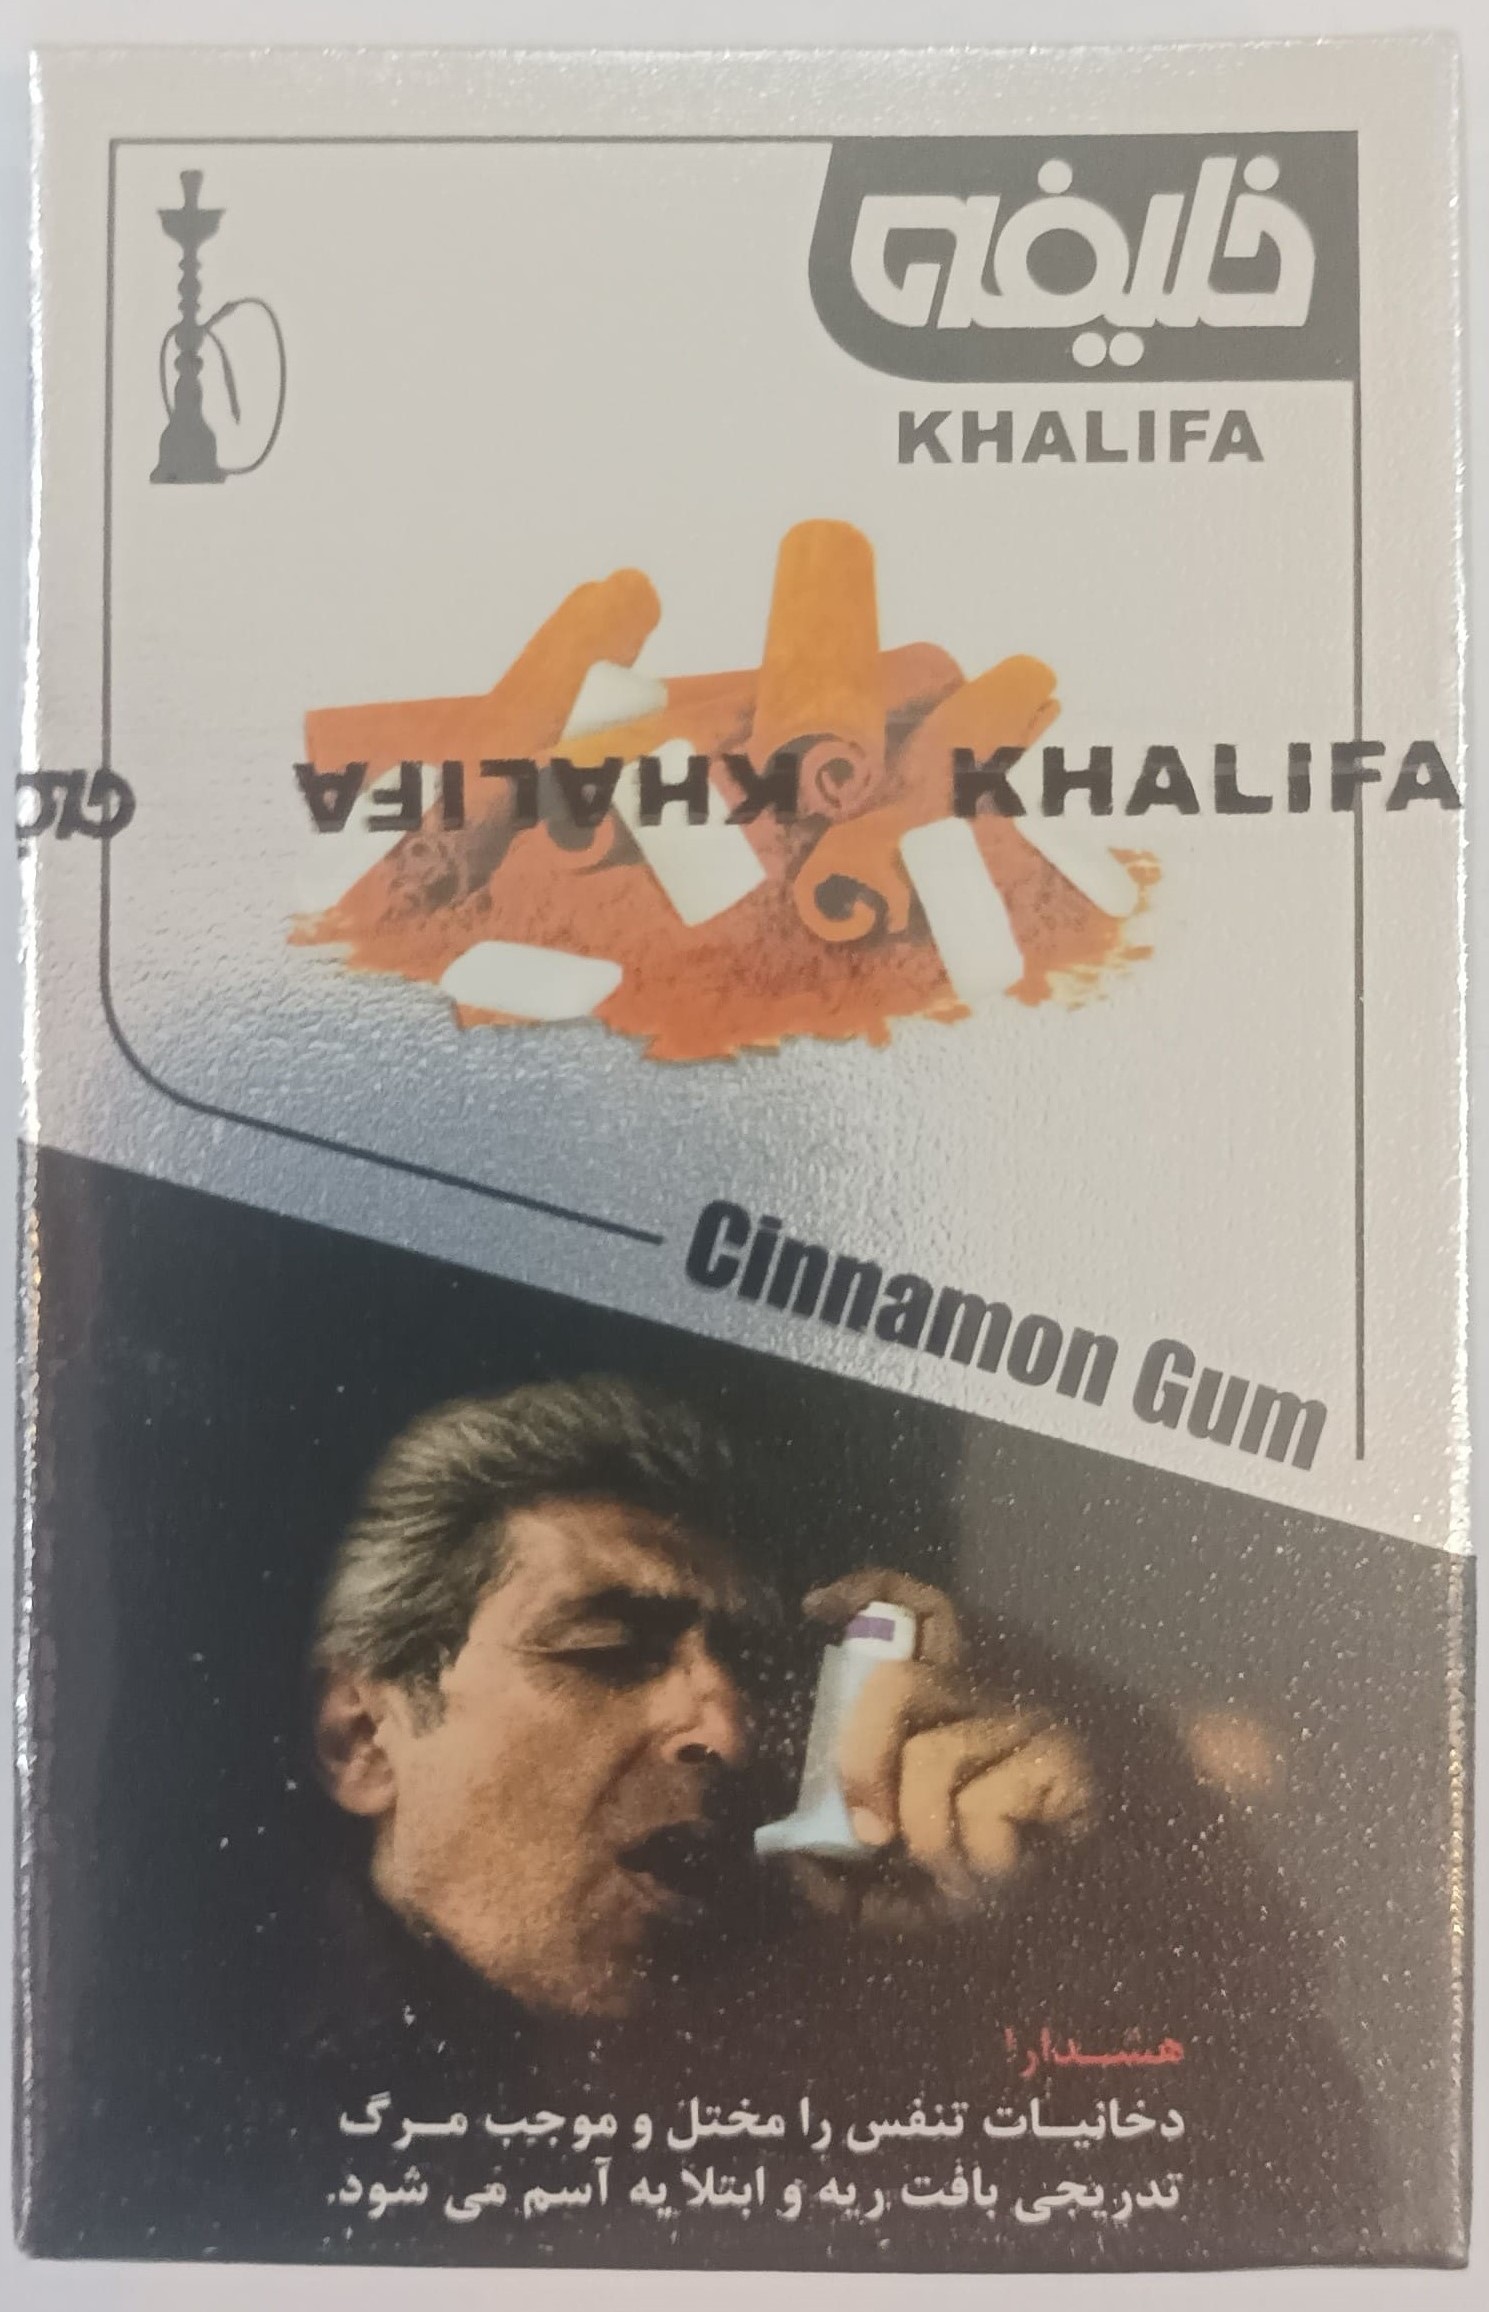 خلیفه
KHALIFA
KHALIFA KHALIFA
Cinnamon Gum
هشدار!
دخانیات تنفس را مختل و موجب مرگ
تدریجی بافت ریه و ابتلا به آسم می شود.